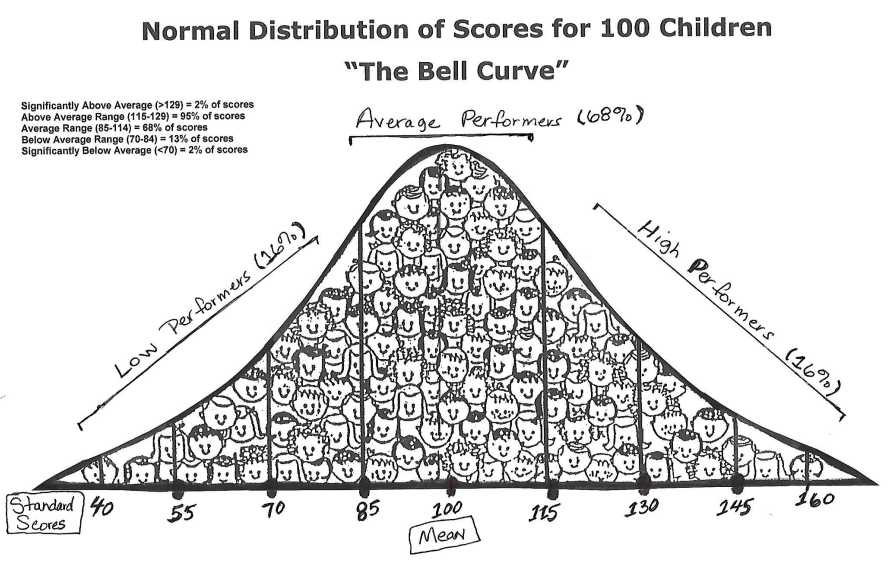 Normal Distribution of Scores for 100 Children
“The Bell Curve”
Significantly Above Average (>129) = 2% of scores
Above Average Range (115-129) = 95% of scores
Average Range (85-114) = 68% of scores
Below Average Range (70-84) = 13% of scores
Significantly Below Average (<70) = 2% of scores
Average Performers (68%)
Low Performers (16%)
High Performers (16%)
Standard Scores
40 55 70 85 100 115 130 145 160
Mean